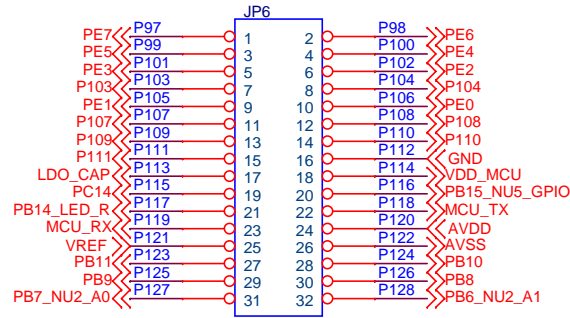 JP6
PE7 P97 1 2 P98 PE6
PE5 P99 3 4 P100 PE4
PE3 P101 5 6 P102 PE2
P103 P103 7 8 P104 P104
PE1 P105 9 10 P106 PE0
P107 P107 11 12 P108 P108
P109 P109 13 14 P110 P110
P111 P111 15 16 P112 GND
LDO_CAP P113 17 18 P114 VDD_MCU
PC14 P115 19 20 P116 PB15_NU5_GPIO
PB14_LED_R P117 21 22 P118 MCU_TX
MCU_RX P119 23 24 P120 AVDD
VREF P121 25 26 P122 AVSS
PB11 P123 27 28 P124 PB10
PB9 P125 29 30 P126 PB8
PB7_NU2_A0 P127 31 32 P128 PB6_NU2_A1